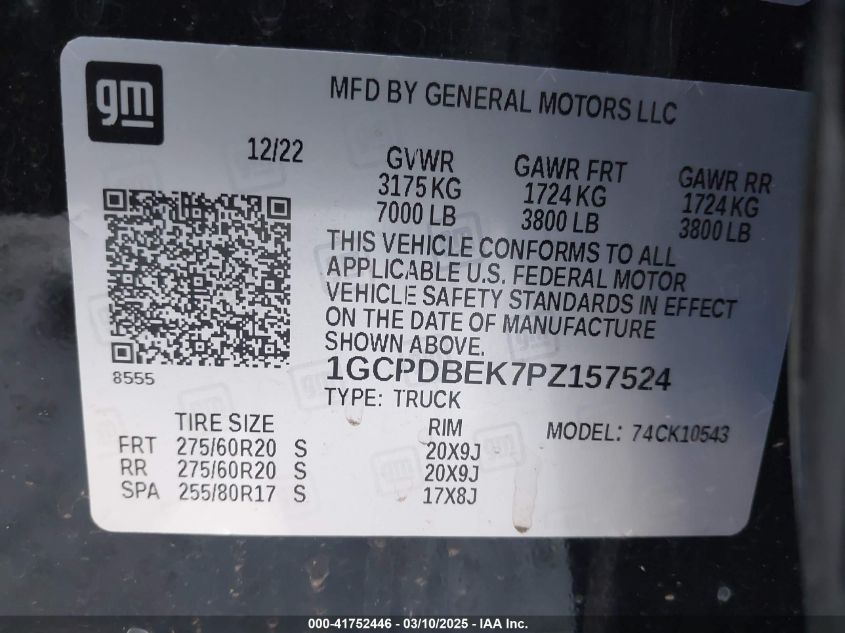 gm
MFD BY GENERAL MOTORS LLC
12/22
GVWR
3175 KG
7000 LB
GAWR FRT
1724 KG
3800 LB
GAWR RR
1724 KG
3800 LB
THIS VEHICLE CONFORMS TO ALL
APPLICABLE U.S. FEDERAL MOTOR
VEHICLE SAFETY STANDARDS IN EFFECT
ON THE DATE OF MANUFACTURE
SHOWN ABOVE.
1GCPDBEK7PZ157524
TYPE: TRUCK
8555
TIRE SIZE RIM MODEL: 74CK10543
FRT 275/60R20 S 20X9J
RR 275/60R20 S 20X9J
SPA 255/80R17 S 17X8J
000-41752446 - 03/10/2025 - IAA Inc.